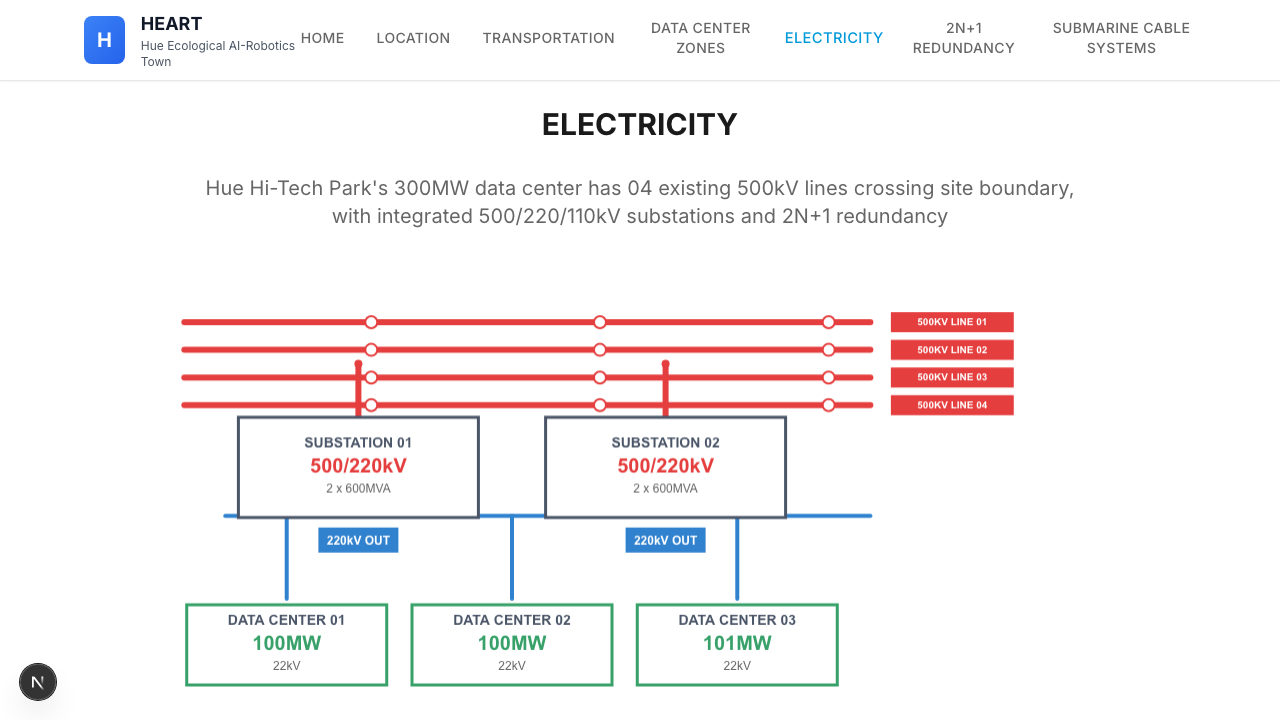 H
HEART
Hue Ecological AI-Robotics
Town
HOME
LOCATION
TRANSPORTATION
DATA CENTER
ZONES
ELECTRICITY
2N+1
REDUNDANCY
SUBMARINE CABLE
SYSTEMS
ELECTRICITY
Hue Hi-Tech Park's 300MW data center has 04 existing 500kV lines crossing site boundary,
with integrated 500/220/110kV substations and 2N+1 redundancy
500KV LINE 01
500KV LINE 02
500KV LINE 03
500KV LINE 04
SUBSTATION 01
500/220kV
2 x 600MVA
SUBSTATION 02
500/220kV
2 x 600MVA
220kV OUT
220kV OUT
DATA CENTER 01
100MW
22kV
DATA CENTER 02
100MW
22kV
DATA CENTER 03
101MW
22kV
N